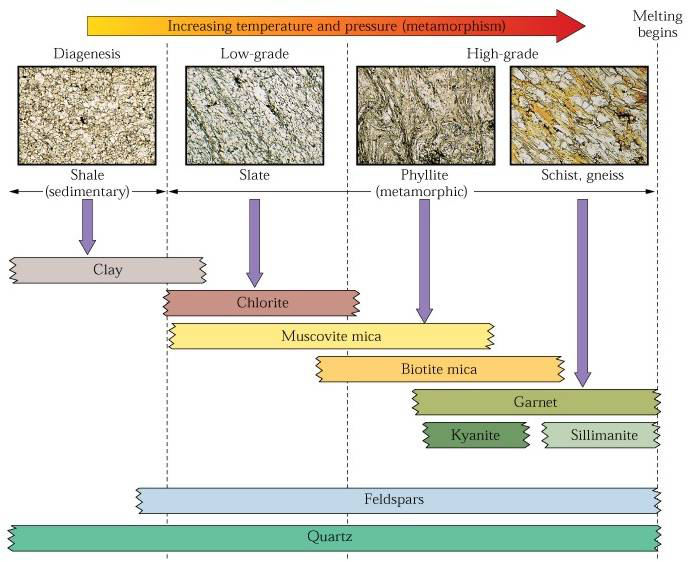 Increasing temperature and pressure (metamorphism)
Melting
begins
Diagenesis
Low-grade
High-grade
Shale
(sedimentary)
Slate
Phyllite
(metamorphic)
Schist, gneiss
Clay
Chlorite
Muscovite mica
Biotite mica
Garnet
Kyanite
Sillimanite
Feldspars
Quartz